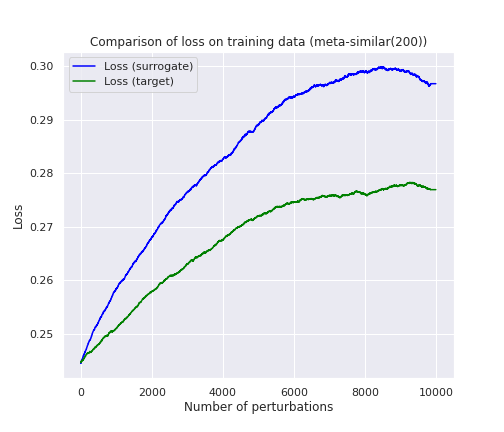 Comparison of loss on training data (meta-similar(200))
Loss (surrogate)
Loss (target)
0.30
0.29
0.28
0.27
0.26
0.25
Loss
0 2000 4000 6000 8000 10000
Number of perturbations